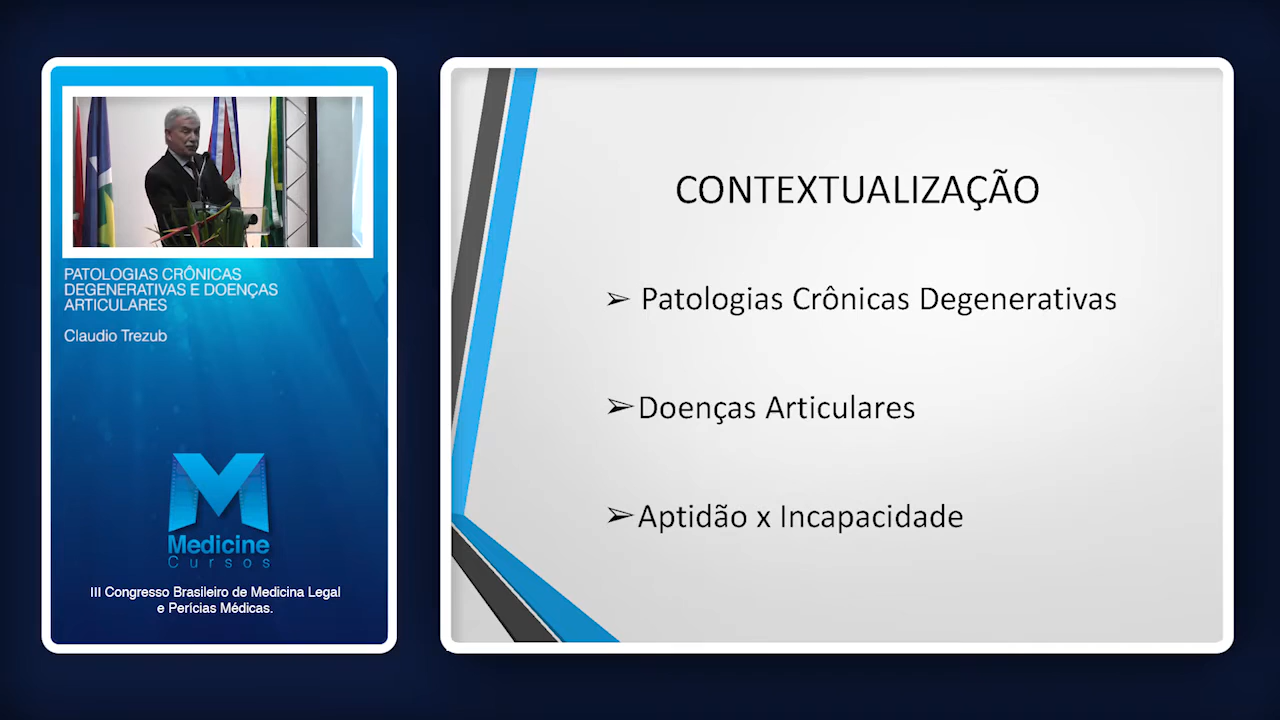 PATOLOGIAS CRÔNICAS
DEGENERATIVAS E DOENÇAS
ARTICULARES
Claudio Trezub
Medicine
Cursos
III Congresso Brasileiro de Medicina Legal
e Perícias Médicas.
CONTEXTUALIZAÇÃO
➢ Patologias Crônicas Degenerativas
➢Doenças Articulares
➢Aptidão x Incapacidade